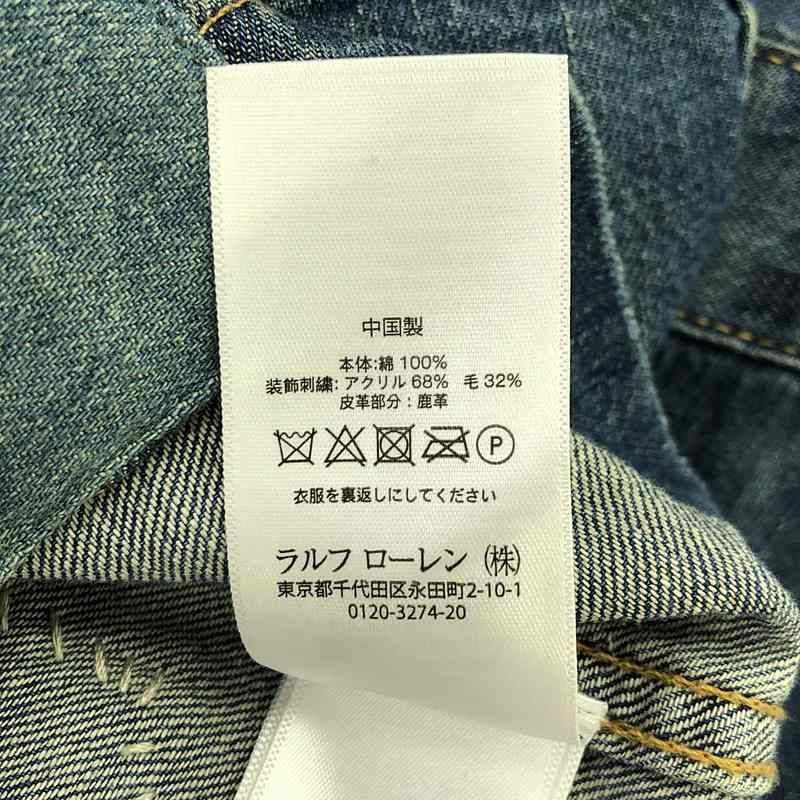 中国製
本体:綿 100%
装飾刺繍: アクリル 68% 毛 32%
皮革部分：鹿革
P
衣服を裏返しにしてください
ラルフ ローレン（株）
東京都千代田区永田町2-10-1
0120-3274-20